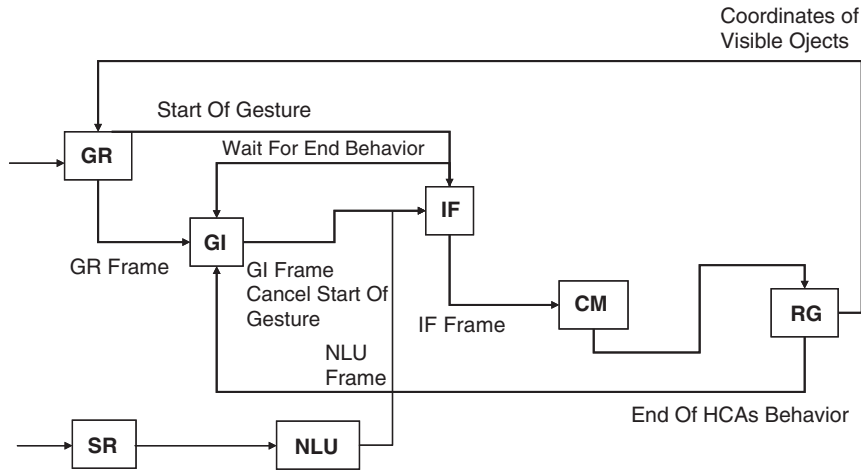 Coordinates of
Visible Ojects
Start Of Gesture
GR
Wait For End Behavior
IF
GI
GR Frame
GI Frame
Cancel Start Of
Gesture
CM
RG
IF Frame
NLU
Frame
End Of HCAs Behavior
SR
NLU